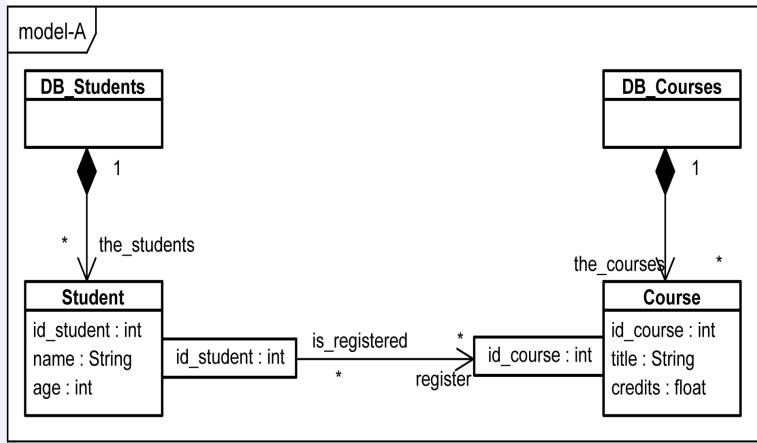 model-A
DB_Students
DB_Courses
1
1
*
the_students
the_courses
*
Student
id_student : int
name : String
age : int
id_student : int
is_registered
*
*
register
id_course : int
Course
id_course : int
title : String
credits : float